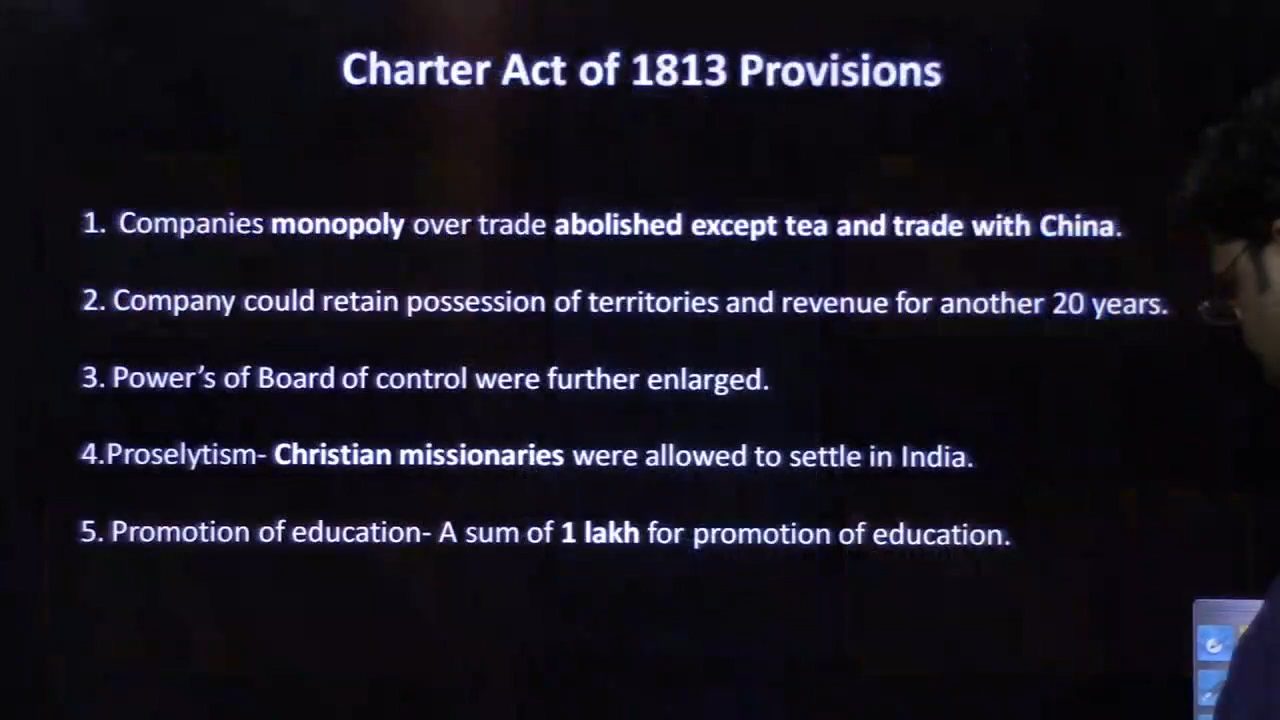 Charter Act of 1813 Provisions
1. Companies monopoly over trade abolished except tea and trade with China.
2. Company could retain possession of territories and revenue for another 20 years.
3. Power's of Board of control were further enlarged.
4.Proselytism- Christian missionaries were allowed to settle in India.
5. Promotion of education- A sum of 1 lakh for promotion of education.